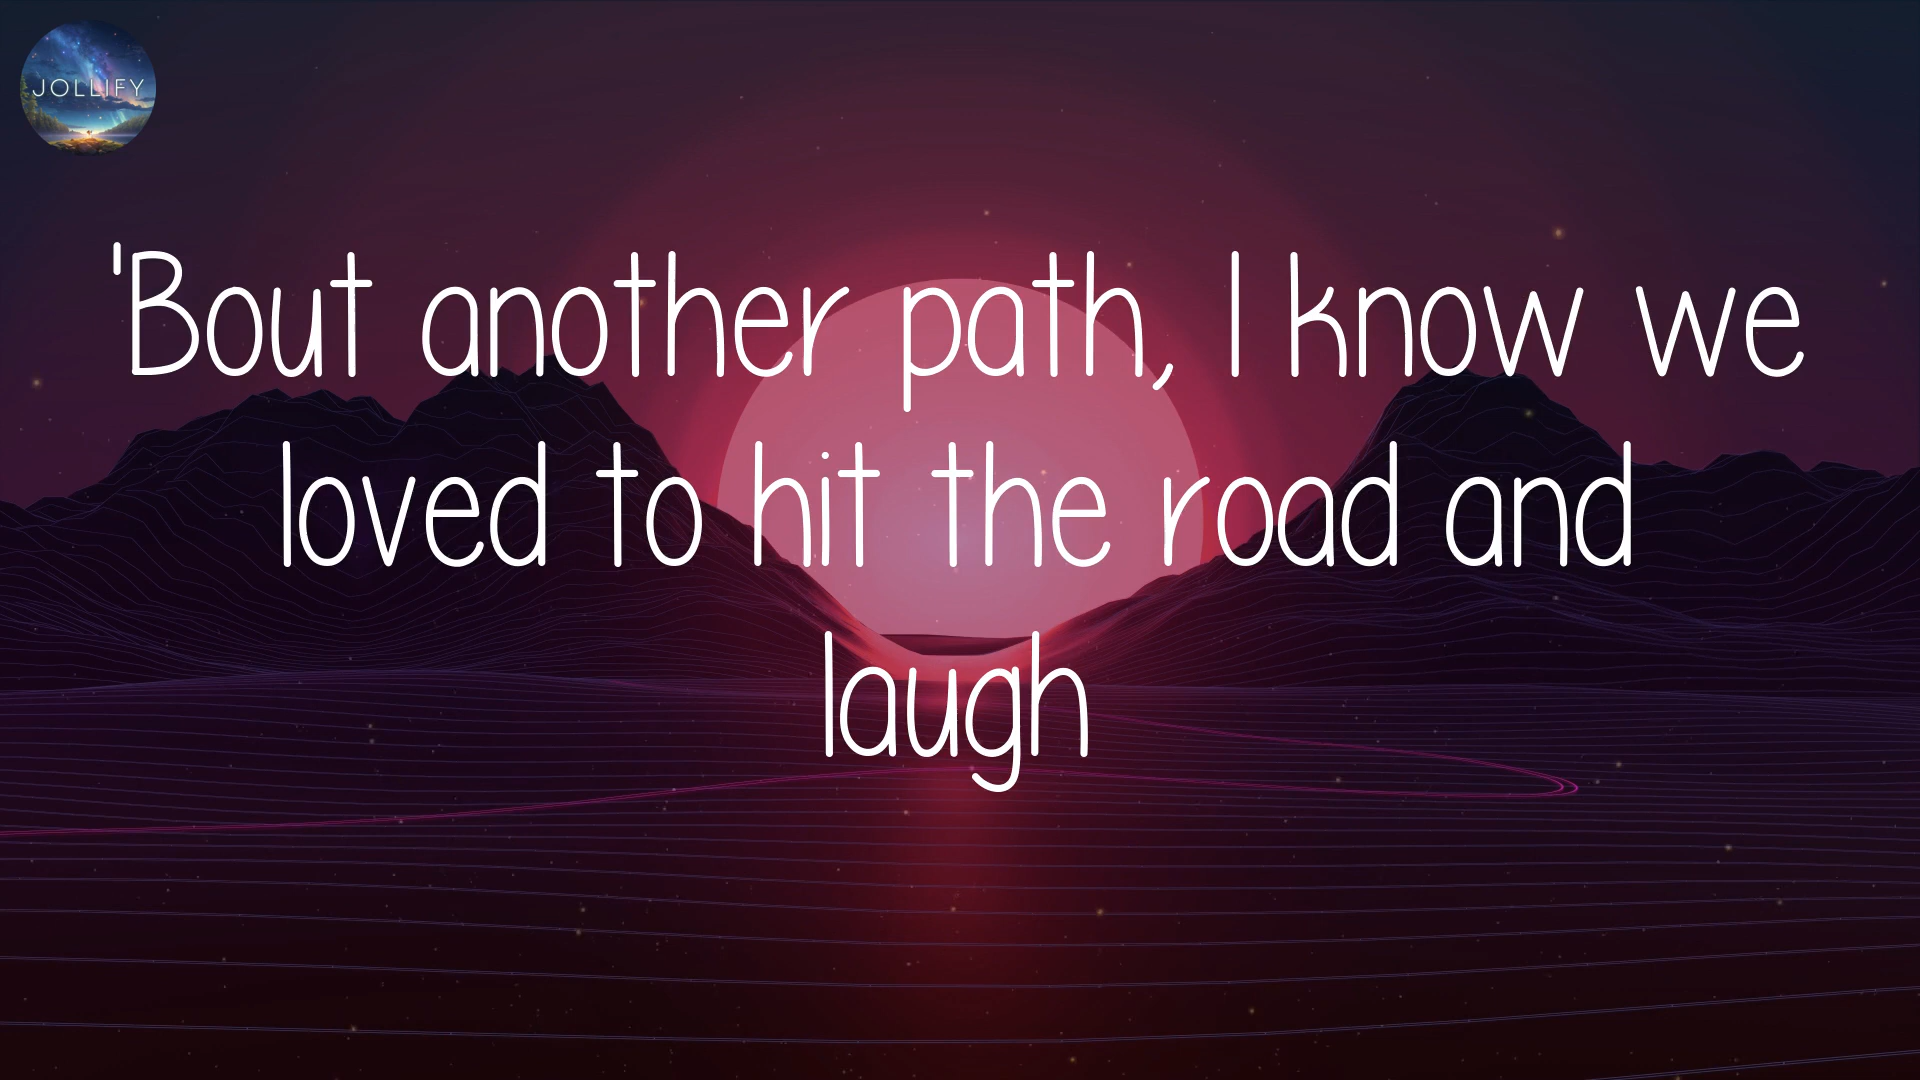 JOLLIFY
'Bout another path, I know we
loved to hit the road and
laugh